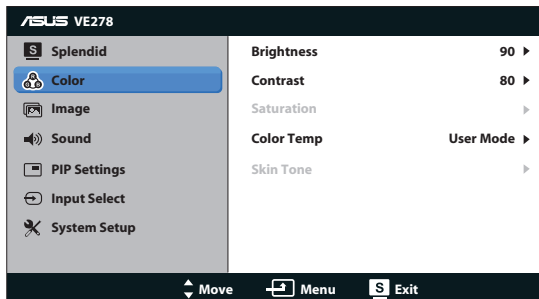 ASUS VE278
S Splendid
Color
Image
Sound
PIP Settings
Input Select
System Setup
Brightness 90
Contrast 80
Saturation
Color Temp User Mode
Skin Tone
Move Menu S Exit